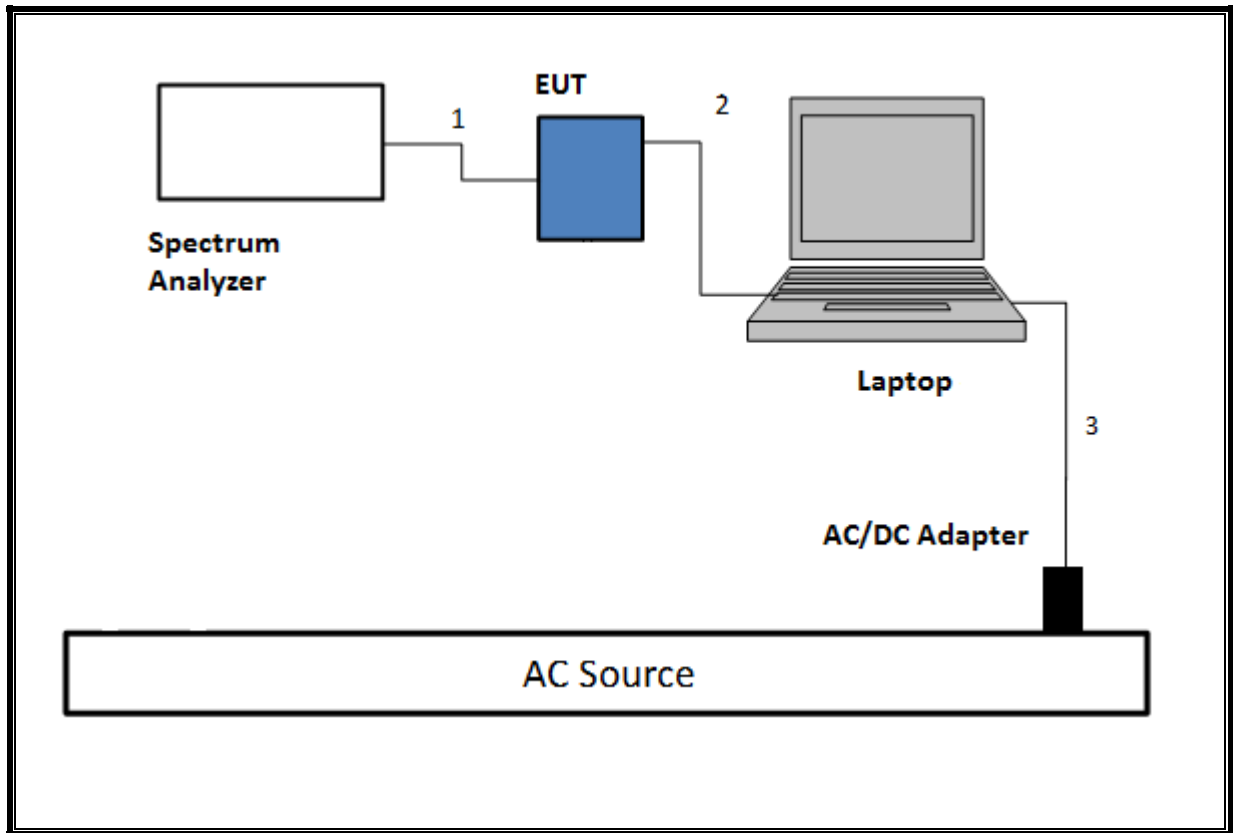 EUT
1
2
Spectrum
Analyzer
Laptop
3
AC/DC Adapter
AC Source